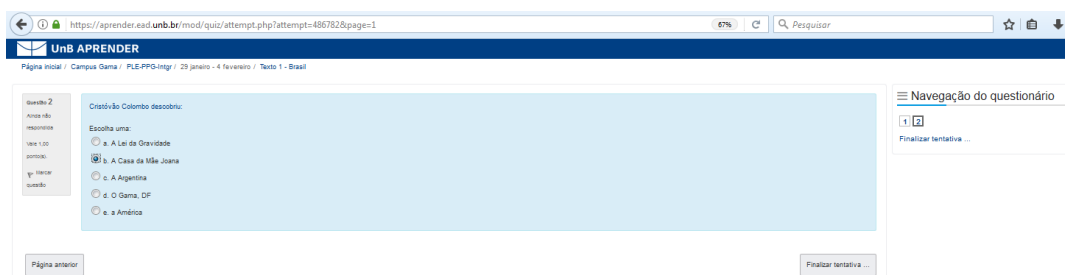 https://aprender.ead.unb.br/mod/quiz/attempt.php?attempt=486782&page=1
67%
Pesquisar
UnB APRENDER
Página inicial / Campus Gama / PLE-PPG-Intgr / 29 janeiro - 4 fevereiro / Texto 1 - Brasil
Questão 2
Ainda não
respondida
Vale 1,00
ponto(s).
Marcar
questão
Cristóvão Colombo descobriu:
Escolha uma:
a. A Lei da Gravidade
b. A Casa da Mãe Joana
c. A Argentina
d. O Gama, DF
e. a América
Navegação do questionário
1 2
Finalizar tentativa ...
Página anterior
Finalizar tentativa ...